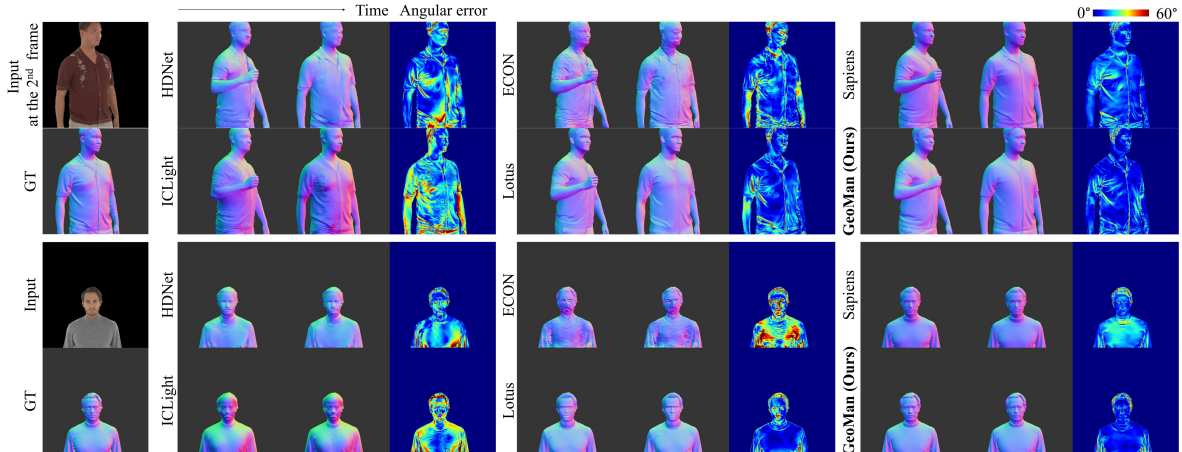 Time Angular error
0° 60°
Input
at the 2nd frame
HDNet
ECON
Sapiens
GT
ICLight
Lotus
GeoMan (Ours)
Input
HDNet
ECON
Sapiens
GT
ICLight
Lotus
GeoMan (Ours)